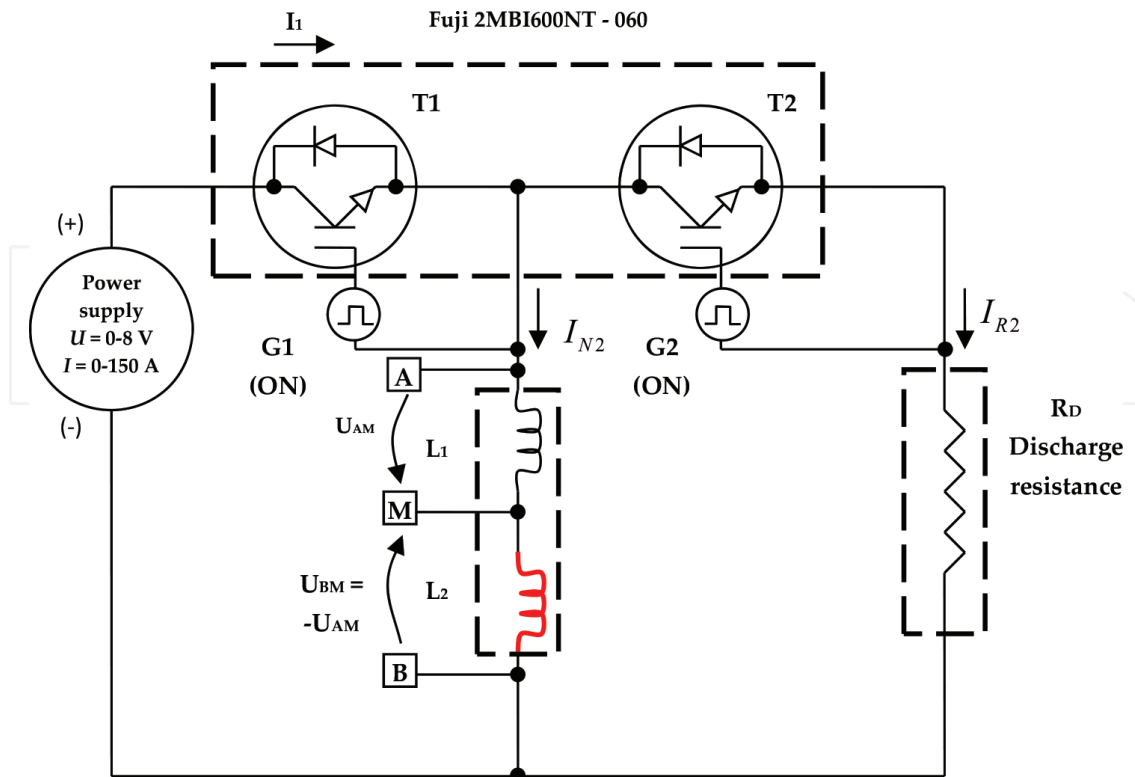 Fuji 2MBI600NT - 060
I1
T1
T2
(+)
Power
supply
U = 0-8 V
I = 0-150 A
(-)
G1
(ON)
IN2
G2
(ON)
IR2
A
UAM
L1
M
UBM =
-UAM
L2
B
RD
Discharge
resistance